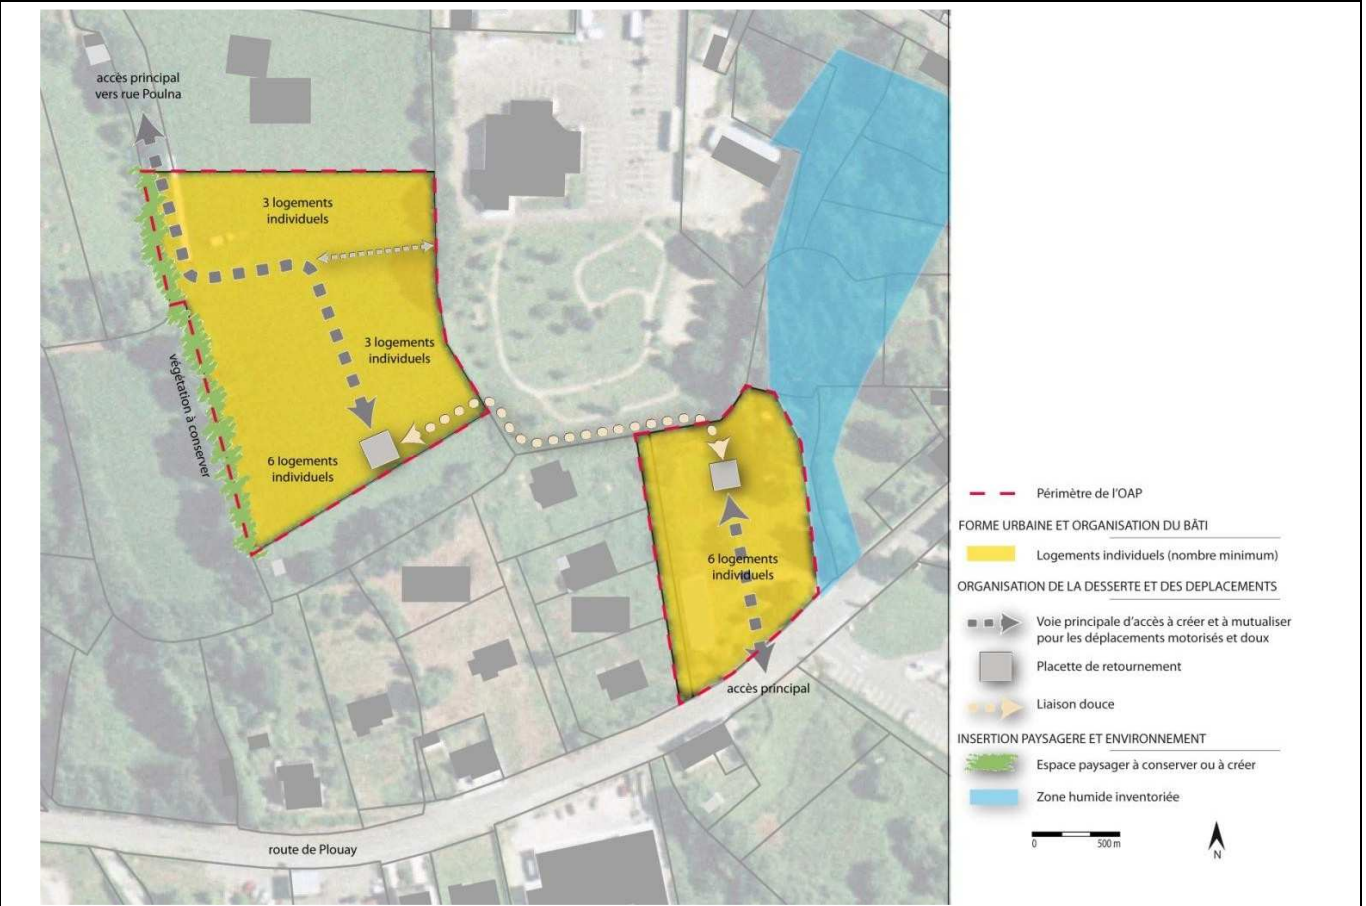 accès principal
vers rue Poulna
3 logements
individuels
3 logements
individuels
végétation à conserver
6 logements
individuels
6 logements
individuels
accès principal
route de Plouay
Périmètre de l'OAP
FORME URBAINE ET ORGANISATION DU BÂTI
Logements individuels (nombre minimum)
ORGANISATION DE LA DESSERTE ET DES DEPLACEMENTS
Voie principale d'accès à créer et à mutualiser
pour les déplacements motorisés et doux
Placette de retournement
Liaison douce
INSERTION PAYSAGERE ET ENVIRONNEMENT
Espace paysager à conserver ou à créer
Zone humide inventoriée
0 500 m
N